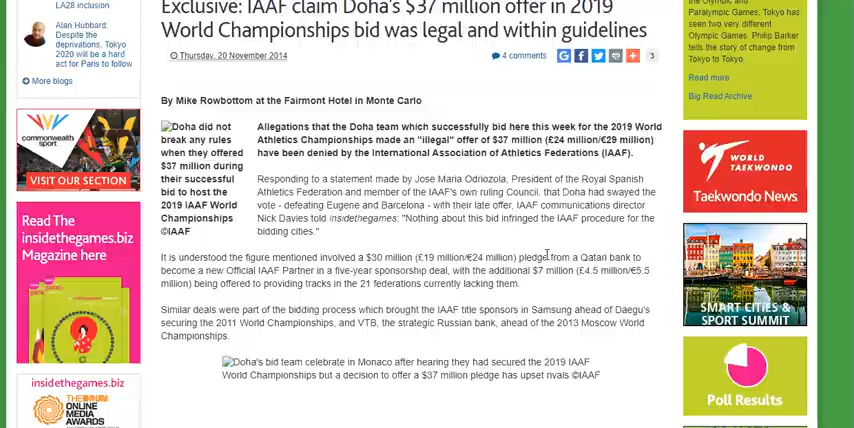 LA28 inclusion
Alan Hubbard:
Despite the
deprivations, Tokyo
2020 will be a hard
act for Paris to follow
More blogs
commonwealth
sport
VISIT OUR SECTION
Read The
insidethegames.biz
Magazine here
insidethegames.biz
ONLINE
MEDIA
AWARDS
Exclusive: IAAF claim Doha's $37 million offer in 2019
World Championships bid was legal and within guidelines
Thursday, 20 November 2014
4 comments
3
By Mike Rowbottom at the Fairmont Hotel in Monte Carlo
Doha did not
break any rules
when they offered
$37 million during
their successful
bid to host the
2019 IAAF World
Championships
©IAAF
Allegations that the Doha team which successfully bid here this week for the 2019 World
Athletics Championships made an "illegal" offer of $37 million (£24 million/€29 million)
have been denied by the International Association of Athletics Federations (IAAF).
Responding to a statement made by Jose Maria Odriozola, President of the Royal Spanish
Athletics Federation and member of the IAAF's own ruling Council. that Doha had swayed the
vote - defeating Eugene and Barcelona - with their late offer, IAAF communications director
Nick Davies told insidethegames: "Nothing about this bid infringed the IAAF procedure for the
bidding cities."
It is understood the figure mentioned involved a $30 million (£19 million/€24 million) pledge from a Qatari bank to
become a new Official IAAF Partner in a five-year sponsorship deal, with the additional $7 million (£4.5 million/€5.5
million) being offered to providing tracks in the 21 federations currently lacking them.
Similar deals were part of the bidding process which brought the IAAF title sponsors in Samsung ahead of Daegu's
securing the 2011 World Championships, and VTB, the strategic Russian bank, ahead of the 2013 Moscow World
Championships.
Doha's bid team celebrate in Monaco after hearing they had secured the 2019 IAAF
World Championships but a decision to offer a $37 million pledge has upset rivals ©IAAF
the Olympic and
Paralympic Games, Tokyo has
seen two very different
Olympic Games. Philip Barker
tells the story of change from
Tokyo to Tokyo.
Read more
Big Read Archive
WORLD
TAEKWONDO
Taekwondo News
SMART CITIES &
SPORT SUMMIT
Poll Results